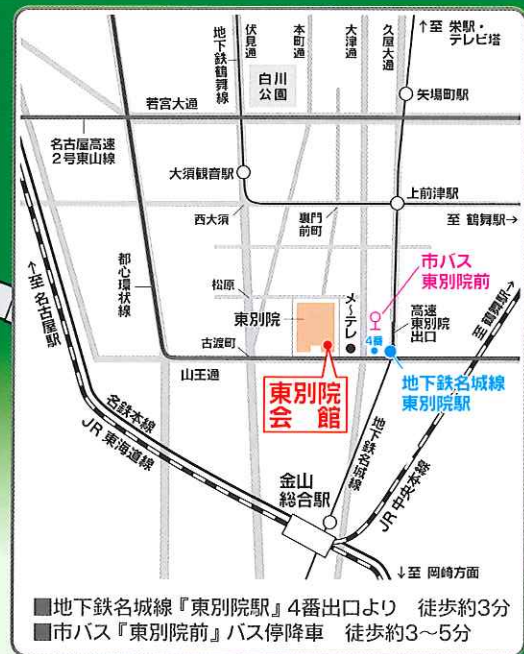 ↑至 栄駅・
テレビ塔
地下鉄鶴舞線
伏見通
本町通
大津通
久屋大通
白川
公園
矢場町駅
若宮大通
名古屋高速
2号東山線
大須観音駅
上前津駅
西大須
裏門
前町
至 鶴舞駅→
↑至 名古屋駅
都心環状線
市バス
東別院前
松原
東別院
メ〜テレ
4番
高速
東別院
出口
至 鶴舞駅→
古渡町
山王通
東別院
会 館
地下鉄名城線
東別院駅
名鉄本線
JR 東海道線
地下鉄名城線
JR 中央本線
金山
総合駅
↓至 岡崎方面
■地下鉄名城線『東別院駅』4番出口より 徒歩約3分
■市バス『東別院前』バス停降車 徒歩約3〜5分